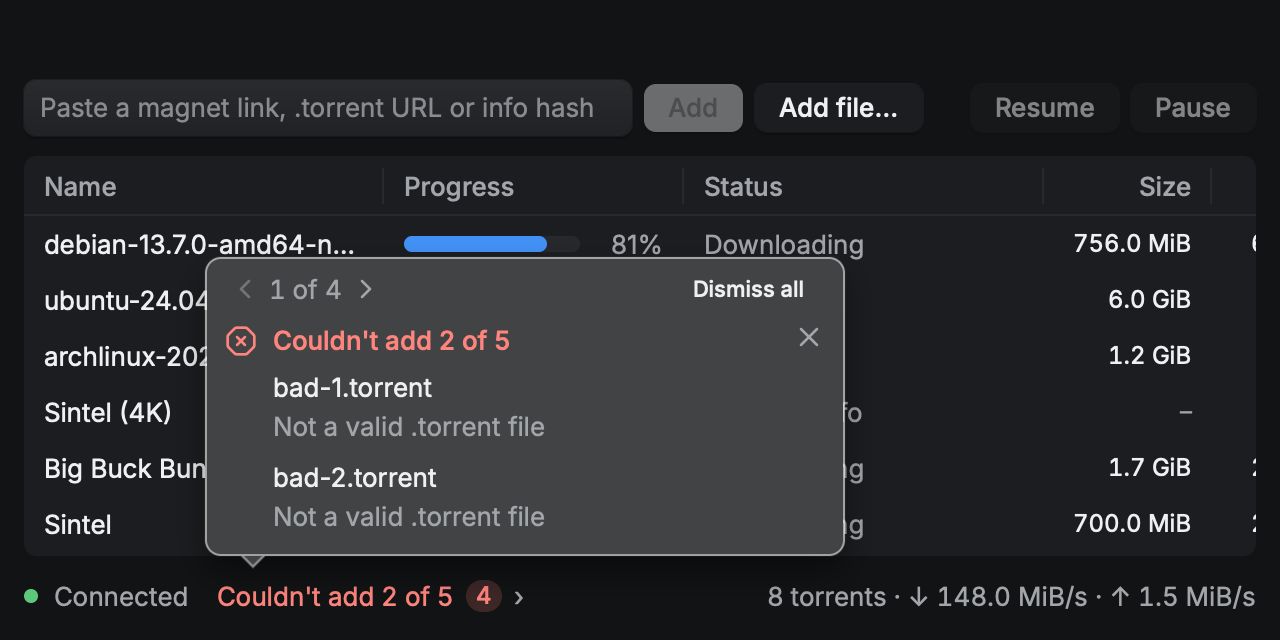 Paste a magnet link, .torrent URL or info hash Add Add file... Resume Pause
Name Progress Status Size
debian-13.7.0-amd64-n... 81% Downloading 756.0 MiB
ubuntu-24.04 6.0 GiB
archlinux-202 1.2 GiB
Sintel (4K) –
Big Buck Bun 1.7 GiB
Sintel 700.0 MiB
1 of 4 Dismiss all
Couldn't add 2 of 5
bad-1.torrent
Not a valid .torrent file
bad-2.torrent
Not a valid .torrent file
Connected Couldn't add 2 of 5 4 › 8 torrents · ↓ 148.0 MiB/s · ↑ 1.5 MiB/s